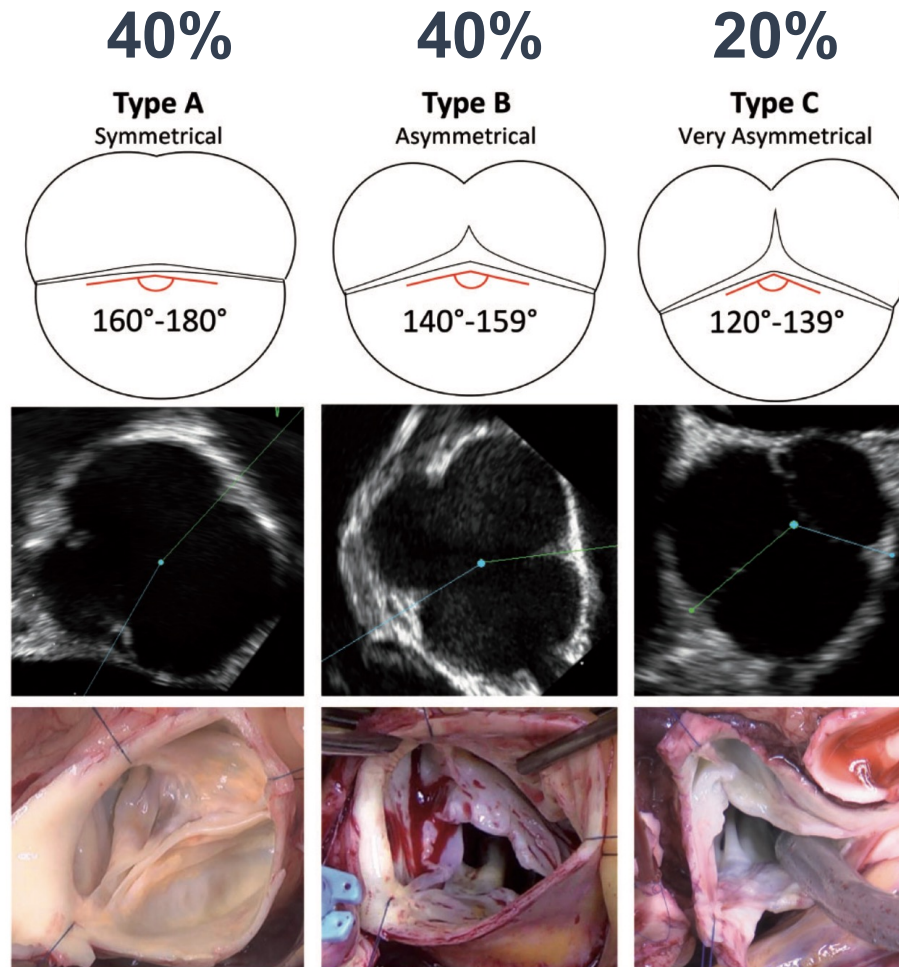 40% 40% 20%
Type A Type B Type C
Symmetrical Asymmetrical Very Asymmetrical
160°-180° 140°-159° 120°-139°